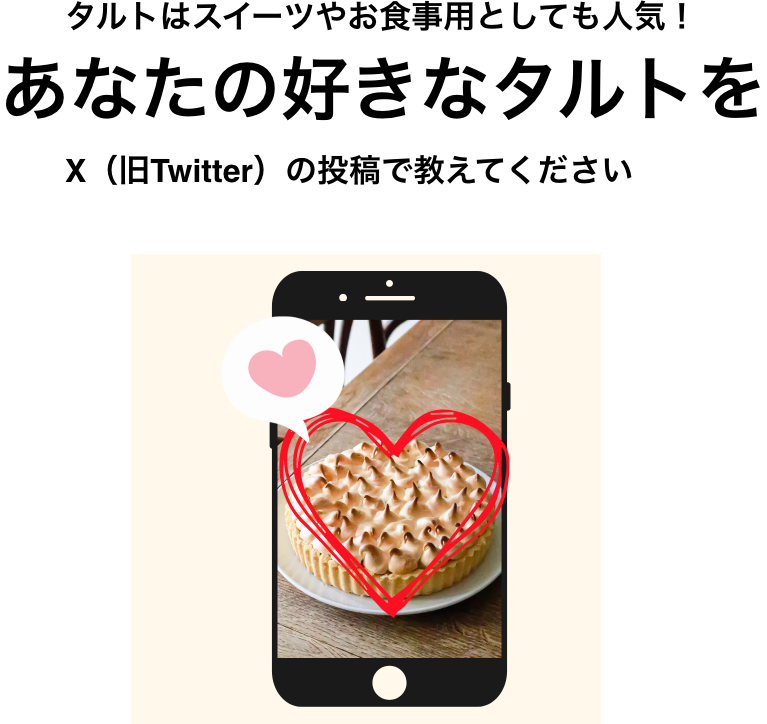 タルトはスイーツやお食事用としても人気！
あなたの好きなタルトを
X（旧Twitter）の投稿で教えてください